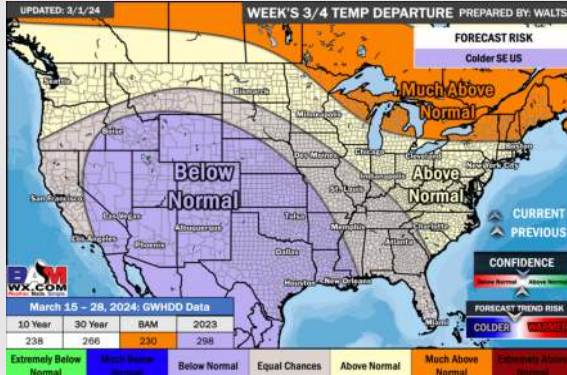 UPDATED: 3/1/24
WEEK'S 3/4 TEMP DEPARTURE
PREPARED BY: WALTS
FORECAST RISK
Colder SE US
Seattle
Bismarck
Much Above
Normal
Minneapolis
Boise
Boston
Below
Normal
Des Moines
Chicago
Cleveland
New York City
Indianapolis
Above
Normal
San Francisco
St. Louis
CURRENT
PREVIOUS
Las Vegas
Tulsa
Memphis
Charlotte
Los Angeles
Albuquerque
Atlanta
Phoenix
Dallas
CONFIDENCE
Below Normal
Above Normal
Houston
New Orleans
BAM
WX.COM
FORECAST TREND RISK
COLDER
WARMER
Miami
March 15 – 28, 2024: GWHDD Data
10 Year
30 Year
BAM
2023
238
266
230
298
Extremely Below
Normal
Much Below
Normal
Below Normal
Equal Chances
Above Normal
Much Above
Normal
Extremely Above
Normal